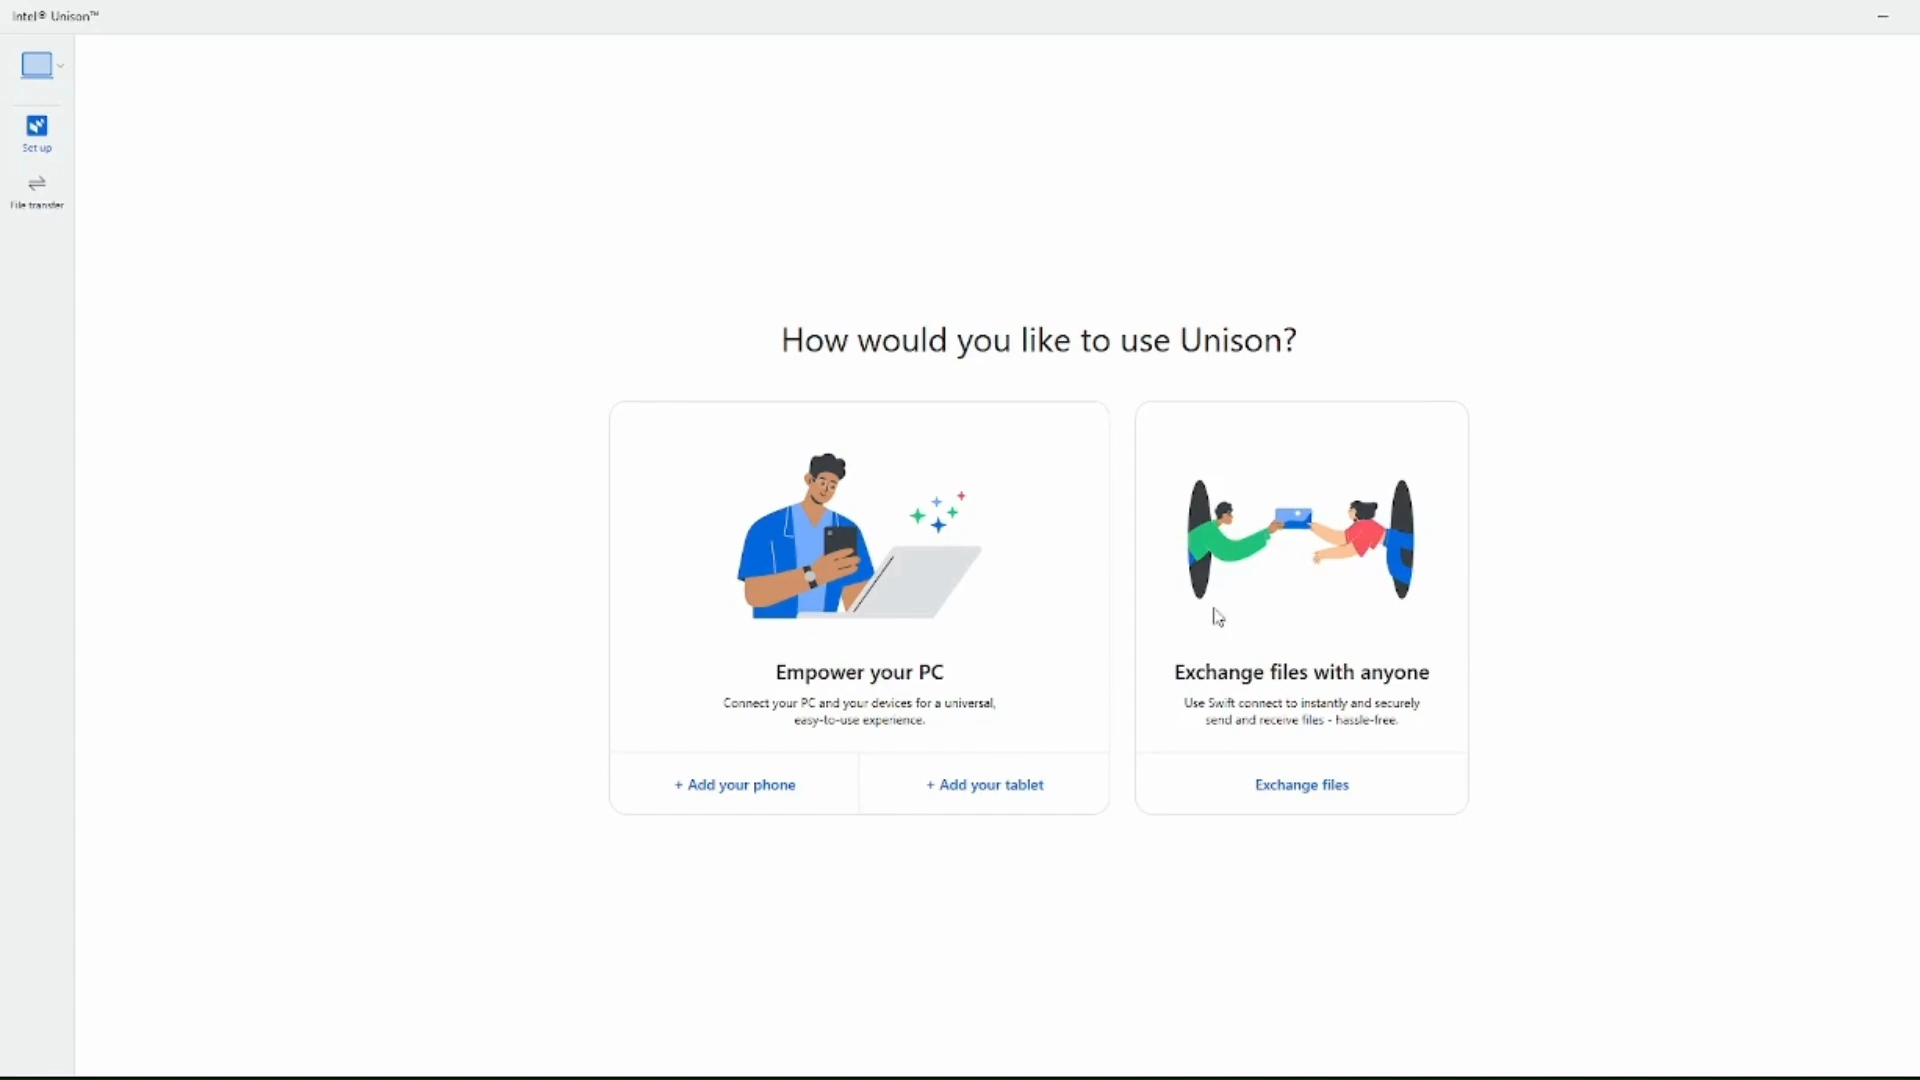 Intel® Unison™
Set up
File transfer
How would you like to use Unison?
Empower your PC
Connect your PC and your devices for a universal,
easy-to-use experience.
+ Add your phone
+ Add your tablet
Exchange files with anyone
Use Swift connect to instantly and securely
send and receive files - hassle-free.
Exchange files